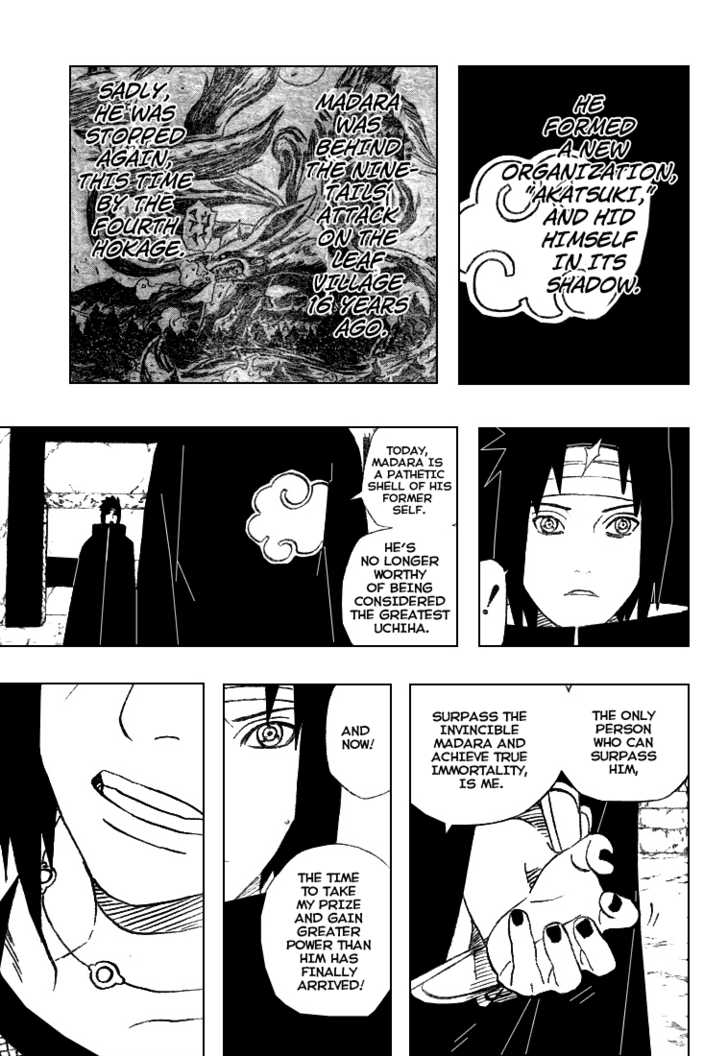 HE
FORMED
A NEW
ORGANIZATION,
"AKATSUKI,"
AND HID
HIMSELF
IN ITS
SHADOW.
MADARA
WAS
BEHIND
THE NINE-
TAILS'
ATTACK
ON THE
LEAF
VILLAGE
16 YEARS
AGO.
SADLY,
HE WAS
STOPPED
AGAIN,
THIS TIME
BY THE
FOURTH
HOKAGE.
!
TODAY,
MADARA IS
A PATHETIC
SHELL OF HIS
FORMER
SELF.
HE'S
NO LONGER
WORTHY
OF BEING
CONSIDERED
THE GREATEST
UCHIHA.
THE ONLY
PERSON
WHO CAN
SURPASS
HIM,
SURPASS THE
INVINCIBLE
MADARA AND
ACHIEVE TRUE
IMMORTALITY,
IS ME.
AND
NOW!
THE TIME
TO TAKE
MY PRIZE
AND GAIN
GREATER
POWER THAN
HIM HAS
FINALLY
ARRIVED!